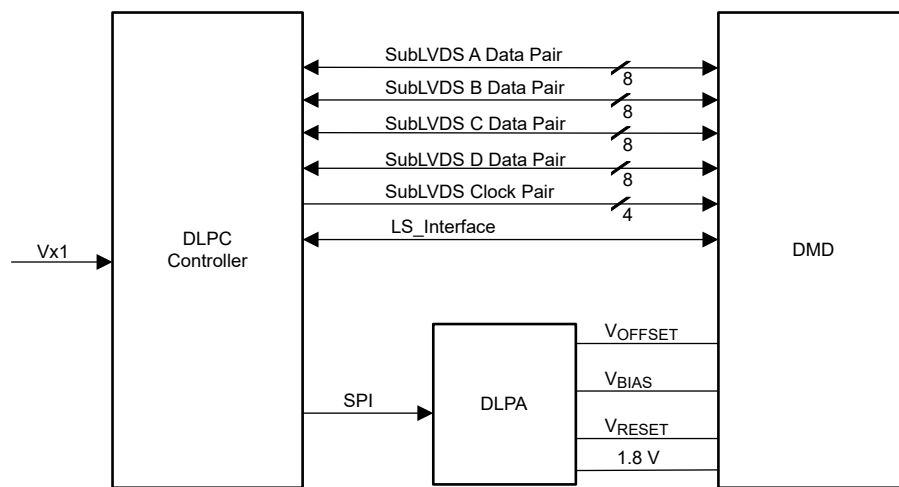 SubLVDS A Data Pair
8
SubLVDS B Data Pair
8
SubLVDS C Data Pair
8
SubLVDS D Data Pair
8
SubLVDS Clock Pair
4
LS_Interface
Vx1
DLPC
Controller
DMD
VOFFSET
VBIAS
SPI
DLPA
VRESET
1.8 V